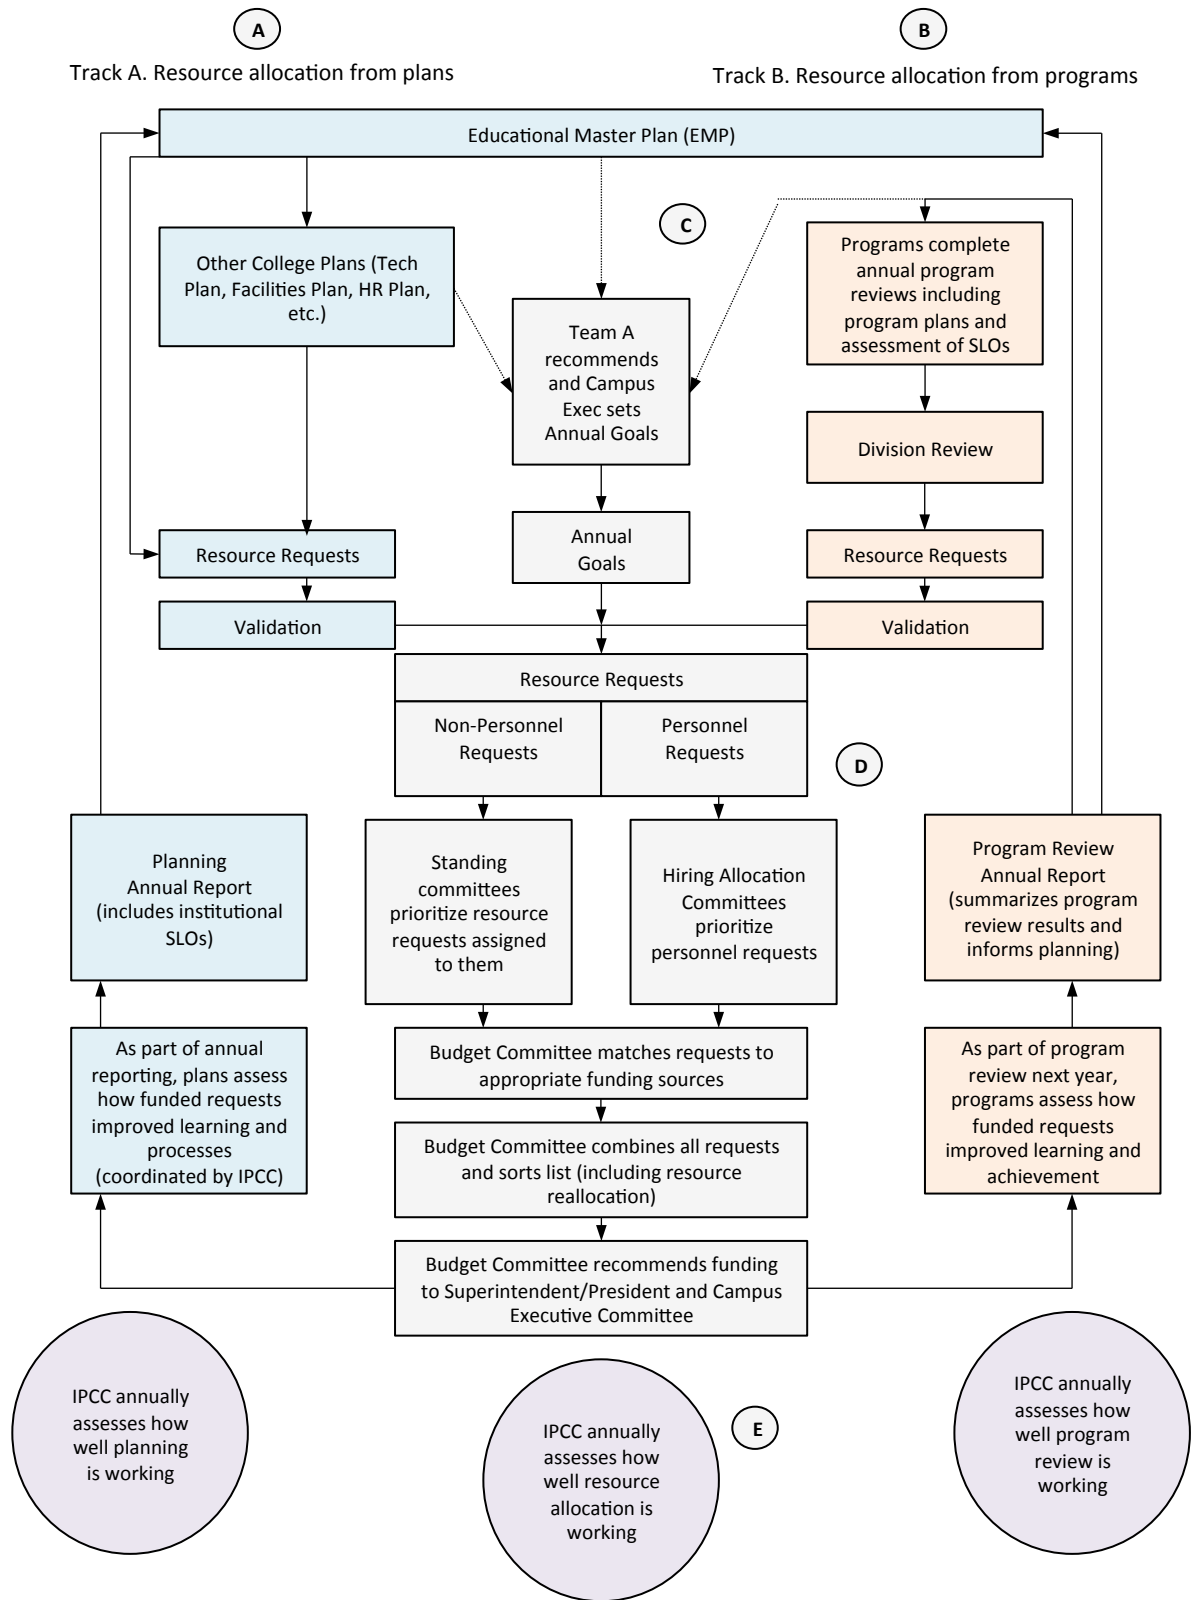 A
B
Track A. Resource allocation from plans
Track B. Resource allocation from programs
Educational Master Plan (EMP)
C
Other College Plans (Tech
Plan, Facilities Plan, HR Plan,
etc.)
Team A
recommends
and Campus
Exec sets
Annual Goals
Programs complete
annual program
reviews including
program plans and
assessment of SLOs
Division Review
Resource Requests
Annual
Goals
Resource Requests
Validation
Validation
Resource Requests
Non-Personnel
Requests
Personnel
Requests
D
Planning
Annual Report
(includes institutional
SLOs)
Standing
committees
prioritize resource
requests assigned
to them
Hiring Allocation
Committees
prioritize
personnel requests
Program Review
Annual Report
(summarizes program
review results and
informs planning)
As part of annual
reporting, plans assess
how funded requests
improved learning and
processes
(coordinated by IPCC)
Budget Committee matches requests to
appropriate funding sources
Budget Committee combines all requests
and sorts list (including resource
reallocation)
Budget Committee recommends funding
to Superintendent/President and Campus
Executive Committee
As part of program
review next year,
programs assess how
funded requests
improved learning and
achievement
IPCC annually
assesses how
well planning
is working
IPCC annually
assesses how
well resource
allocation is
working
E
IPCC annually
assesses how
well program
review is
working